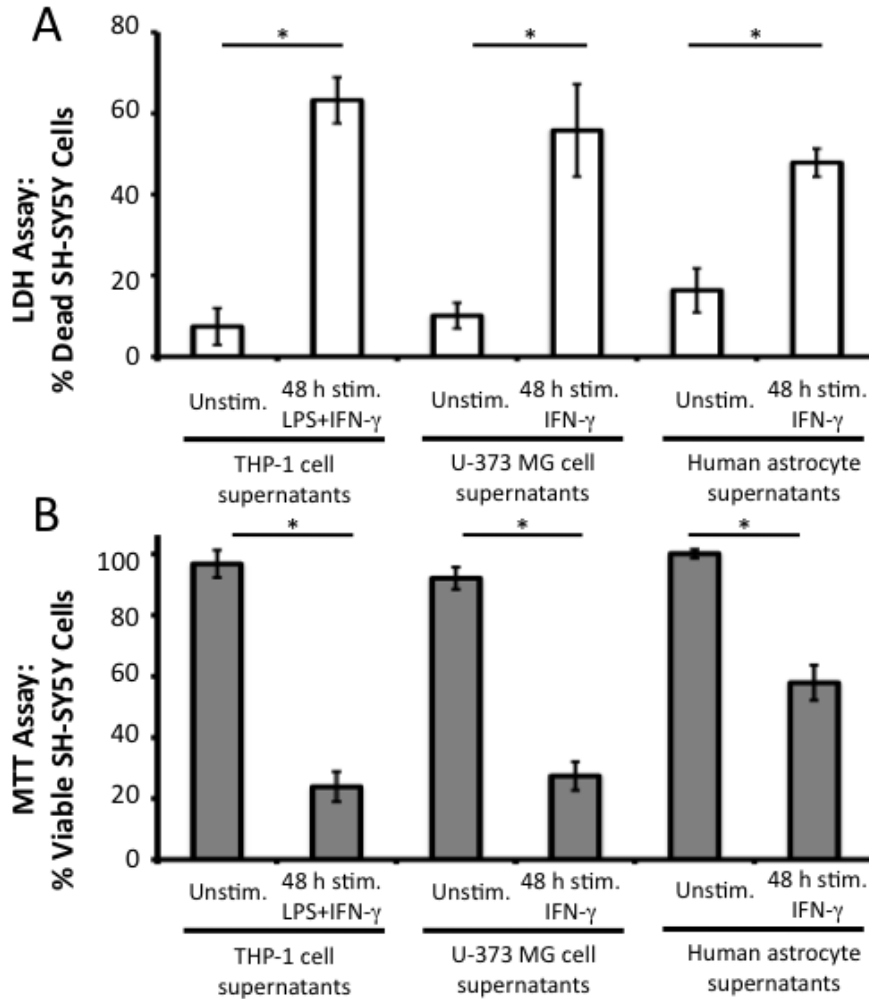 A
LDH Assay:
% Dead SH-SY5Y Cells
80
60
40
20
0
* * *
Unstim. 48 h stim. Unstim. 48 h stim. Unstim. 48 h stim.
LPS+IFN-γ IFN-γ IFN-γ
THP-1 cell U-373 MG cell Human astrocyte
supernatants supernatants supernatants
B
MTT Assay:
% Viable SH-SY5Y Cells
* * *
100
80
60
40
20
0
Unstim. 48 h stim. Unstim. 48 h stim. Unstim. 48 h stim.
LPS+IFN-γ IFN-γ IFN-γ
THP-1 cell U-373 MG cell Human astrocyte
supernatants supernatants supernatants